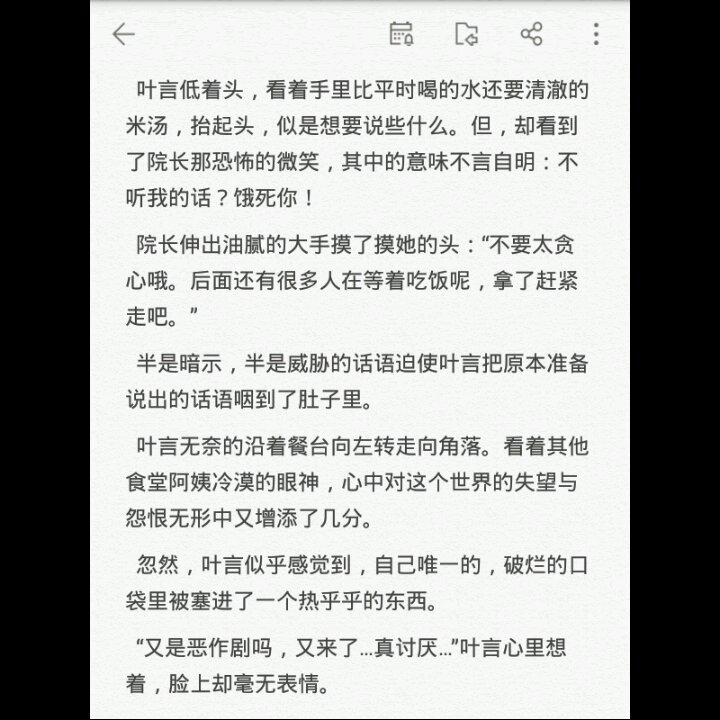 叶言低着头，看着手里比平时喝的水还要清澈的
米汤，抬起头，似是想要说些什么。但，却看到
了院长那恐怖的微笑，其中的意味不言自明：不
听我的话？饿死你！
院长伸出油腻的大手摸了摸她的头：“不要太贪
心哦。后面还有很多人在等着吃饭呢，拿了赶紧
走吧。”
半是暗示，半是威胁的话语迫使叶言把原本准备
说出的话语咽到了肚子里。
叶言无奈的沿着餐台向左转走向角落。看着其他
食堂阿姨冷漠的眼神，心中对这个世界的失望与
怨恨无形中又增添了几分。
忽然，叶言似乎感觉到，自己唯一的，破烂的口
袋里被塞进了一个热乎乎的东西。
“又是恶作剧吗，又来了...真讨厌...”叶言心里想
着，脸上却毫无表情。